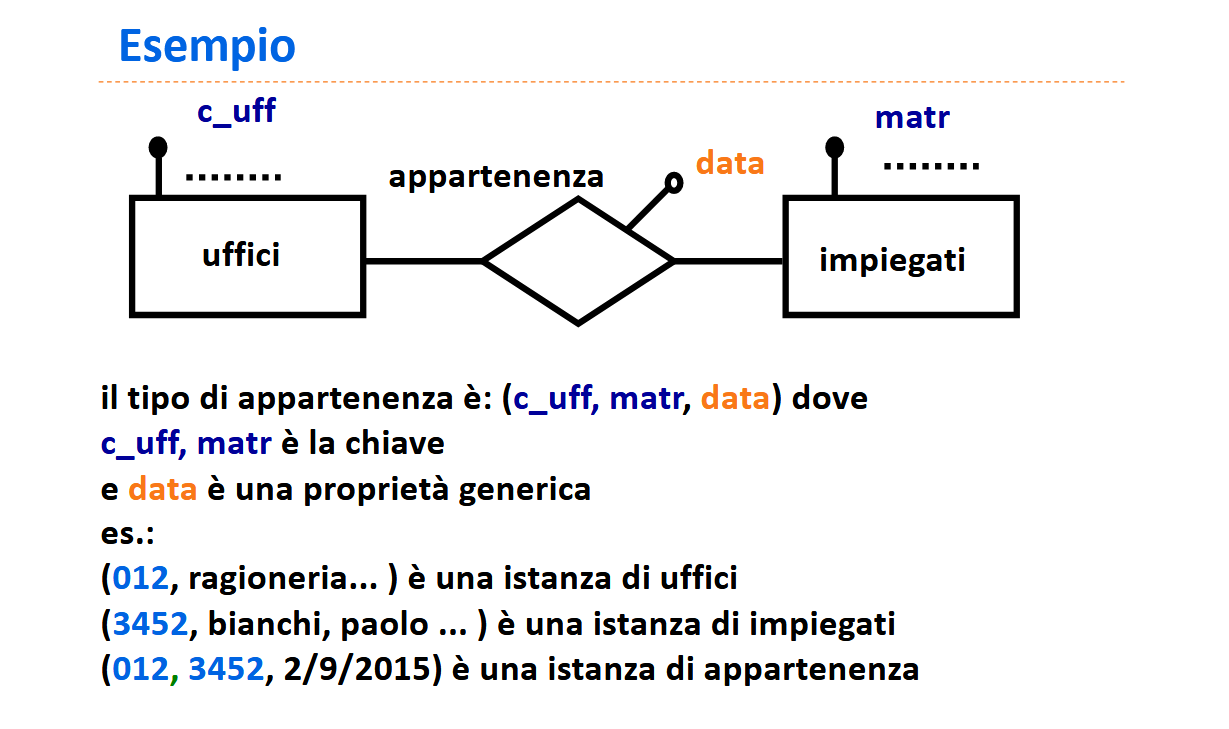 Esempio
c_uff
matr
........
appartenenza
data
........
uffici
impiegati
il tipo di appartenenza è: (c_uff, matr, data) dove
c_uff, matr è la chiave
e data è una proprietà generica
es.:
(012, ragioneria... ) è una istanza di uffici
(3452, bianchi, paolo ... ) è una istanza di impiegati
(012, 3452, 2/9/2015) è una istanza di appartenenza